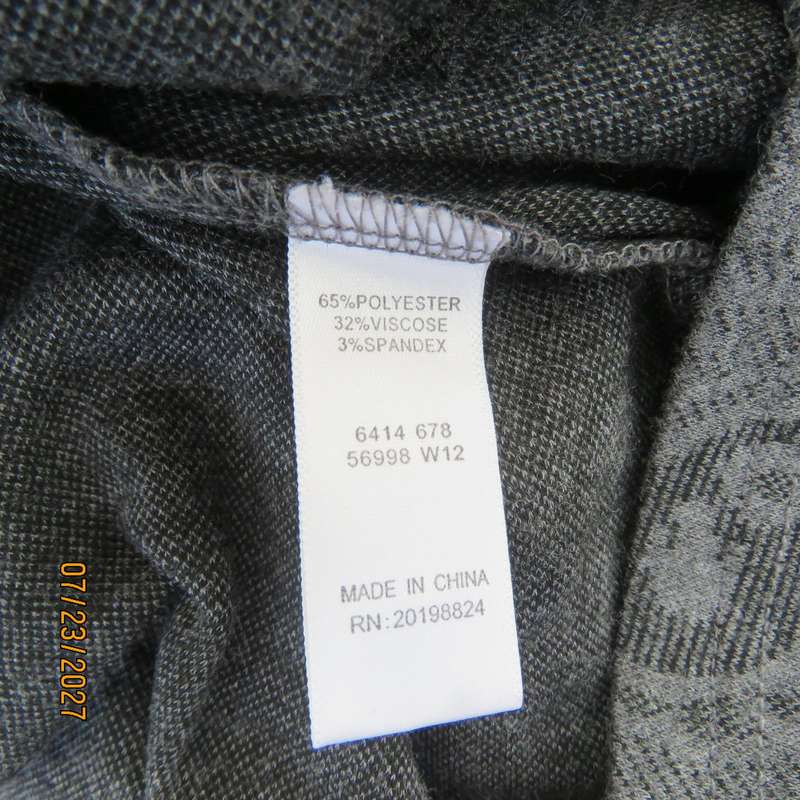 65%POLYESTER
32%VISCOSE
3%SPANDEX
6414 678
56998 W12
MADE IN CHINA
RN:20198824
07/23/2027